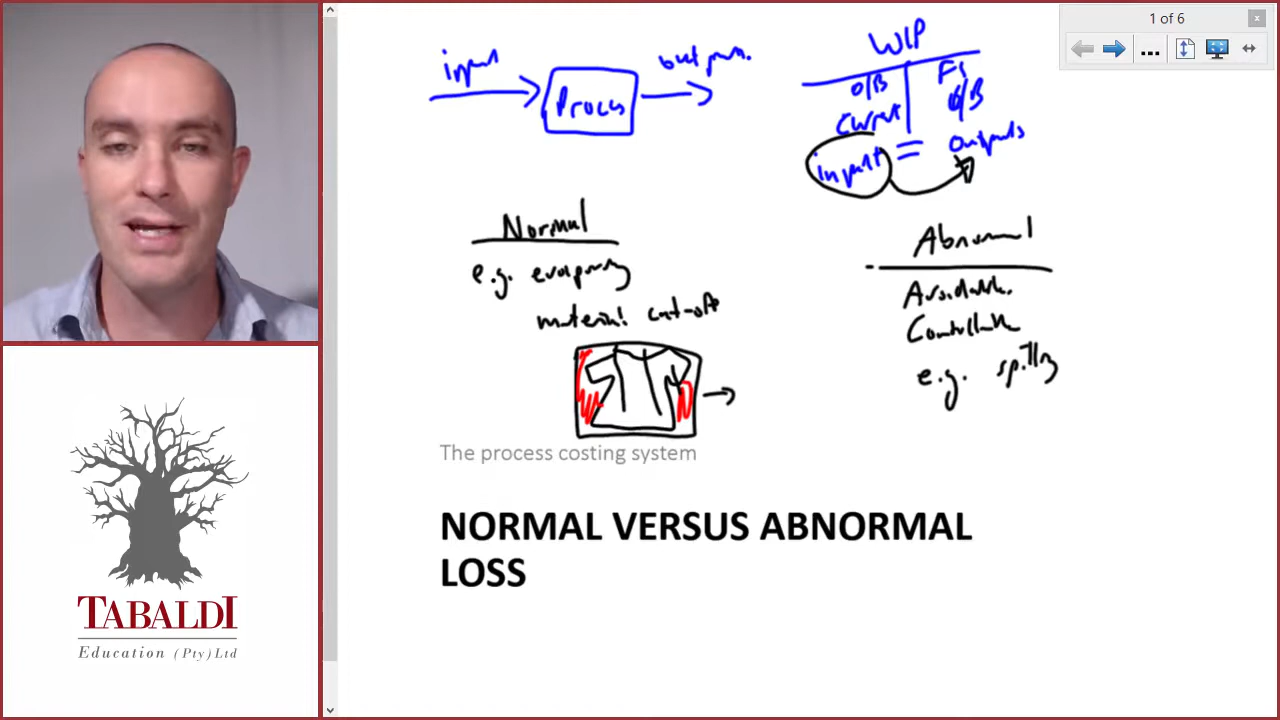 1 of 6
x
...
input
Process
output
WIP
O/B
FG
Current
C/B
input = Outputs
Normal
e.g. evaporating
material cut-offs
Abnormal
Avoidable.
Controllable
e.g. spilling
The process costing system
NORMAL VERSUS ABNORMAL
LOSS
TABALDI
Education (Pty) Ltd